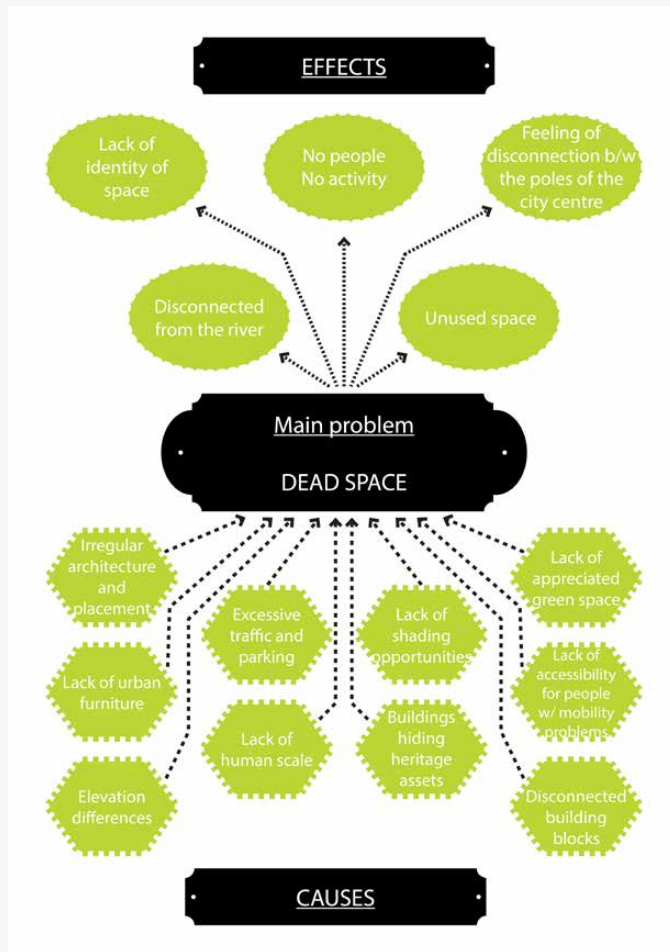 EFFECTS
Lack of
identity of
space
No people
No activity
Feeling of
disconnection b/w
the poles of the
city centre
Disconnected
from the river
Unused space
Main problem
DEAD SPACE
Irregular
architecture
and
placement
Lack of
appreciated
green space
Excessive
traffic and
parking
Lack of
shading
opportunities
Lack of urban
furniture
Lack of
accessibility
for people
w/ mobility
problems
Lack of
human scale
Buildings
hiding
heritage
assets
Elevation
differences
Disconnected
building
blocks
CAUSES